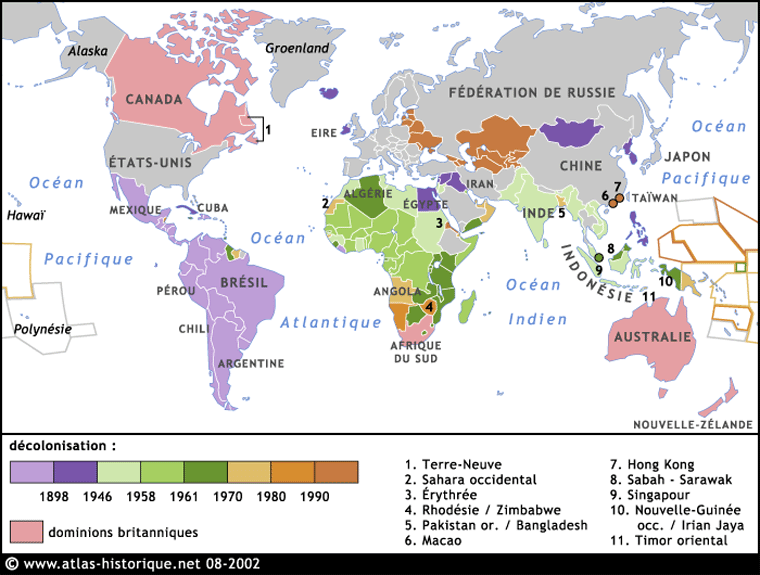 Alaska
Groenland
CANADA
1
FÉDÉRATION DE RUSSIE
EIRE
ÉTATS-UNIS
Océan
CHINE
JAPON
Océan
Pacifique
7
6
TAÏWAN
ALGÉRIE
IRAN
ÉGYPTE
2
CUBA
MEXIQUE
Hawaï
3
INDE
5
Océan
8
Pacifique
9
INDONÉSIE
10
BRÉSIL
PÉROU
ANGOLA
Océan
Indien
11
4
Polynésie
CHILI
Atlantique
AUSTRALIE
AFRIQUE
DU SUD
ARGENTINE
NOUVELLE-ZÉLANDE
décolonisation :
1898 1946 1958 1961 1970 1980 1990
dominions britanniques
1. Terre-Neuve
2. Sahara occidental
3. Érythrée
4. Rhodésie / Zimbabwe
5. Pakistan or. / Bangladesh
6. Macao
7. Hong Kong
8. Sabah - Sarawak
9. Singapour
10. Nouvelle-Guinée
occ. / Irian Jaya
11. Timor oriental
© www.atlas-historique.net 08-2002